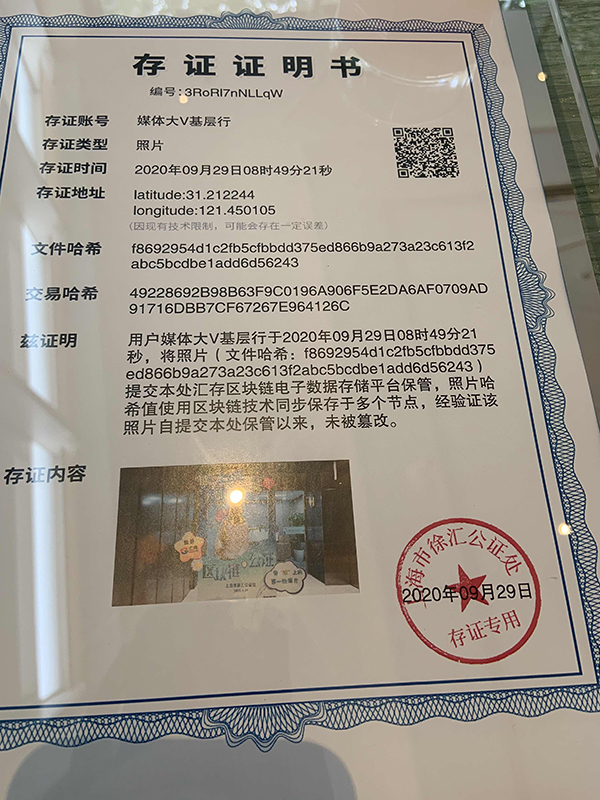 存证证明书
编号:3RoRI7nNLLqW
存证账号 媒体大V基层行
存证类型 照片
存证时间 2020年09月29日08时49分21秒
存证地址 latitude:31.212244
longitude:121.450105
(因现有技术限制,可能会存在一定误差)
文件哈希 f8692954d1c2fb5cfbbdd375ed866b9a273a23c613f2
abc5bcdbe1add6d56243
交易哈希 49228692B98B63F9C0196A906F5E2DA6AF0709AD
91716DBB7CF67267E964126C
兹证明 用户媒体大V基层行于2020年09月29日08时49分21
秒,将照片(文件哈希:f8692954d1c2fb5cfbbdd375
ed866b9a273a23c613f2abc5bcdbe1add6d56243)
提交本处汇存区块链电子数据存储平台保管,照片哈
希值使用区块链技术同步保存于多个节点,经验证该
照片自提交本处保管以来,未被篡改。
存证内容
区块链+公证
上海市徐汇公证处
2020年09月29日
存证专用